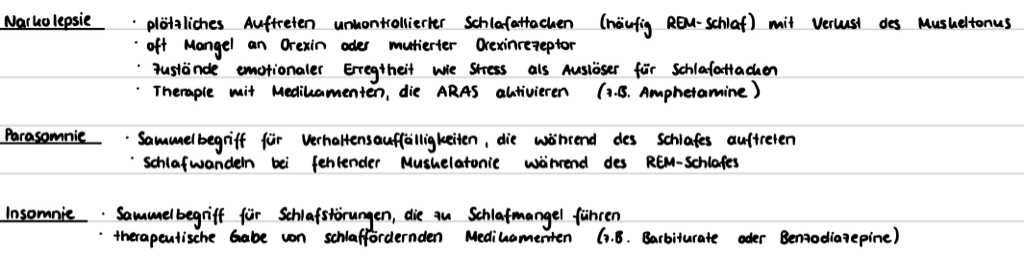 Narkolepsie · plötzliches Auftreten unkontrollierter Schlafattacken (häufig REM-Schlaf) mit Verlust des Muskeltonus
· oft Mangel an Orexin oder mutierter Orexinrezeptor
· Zustände emotionaler Erregtheit wie Stress als Auslöser für Schlafattacken
· Therapie mit Medikamenten, die ARAS aktivieren (z.B. Amphetamine)
Parasomnie · Sammelbegriff für Verhaltensauffälligkeiten, die während des Schlafes auftreten
· Schlafwandeln bei fehlender Muskelatonie während des REM-Schlafes
Insomnie · Sammelbegriff für Schlafstörungen, die zu Schlafmangel führen
· therapeutische Gabe von schlaffördernden Medikamenten (z.B. Barbiturate oder Benzodiazepine)